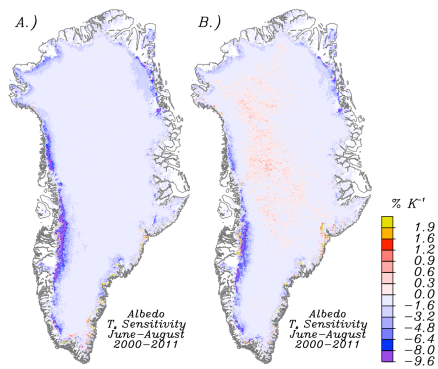 A.)
B.)
% K⁻¹
1.9
1.6
1.2
0.9
0.6
0.3
0.0
-1.6
-3.2
-4.8
-6.4
-8.0
-9.6
Albedo
T, Sensitivity
June-August
2000-2011
Albedo
T, Sensitivity
June-August
2000-2011